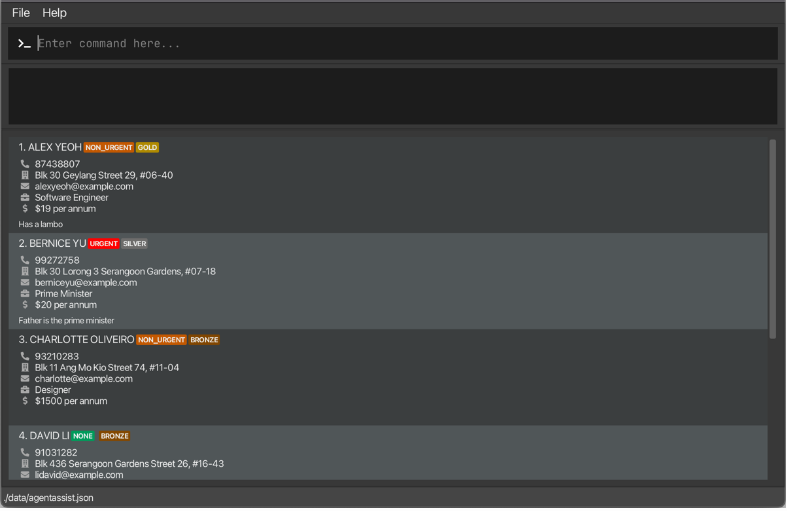 File Help
Enter command here...
1. ALEX YEOH NON_URGENT GOLD
87438807
Blk 30 Geylang Street 29, #06-40
alexyeoh@example.com
Software Engineer
$ $19 per annum
Has a lambo
2. BERNICE YU URGENT SILVER
99272758
Blk 30 Lorong 3 Serangoon Gardens, #07-18
berniceyu@example.com
Prime Minister
$ $20 per annum
Father is the prime minister
3. CHARLOTTE OLIVEIRO NON_URGENT BRONZE
93210283
Blk 11 Ang Mo Kio Street 74, #11-04
charlotte@example.com
Designer
$ $1500 per annum
4. DAVID LI NONE BRONZE
91031282
Blk 436 Serangoon Gardens Street 26, #16-43
lidavid@example.com
./data/agentassist.json